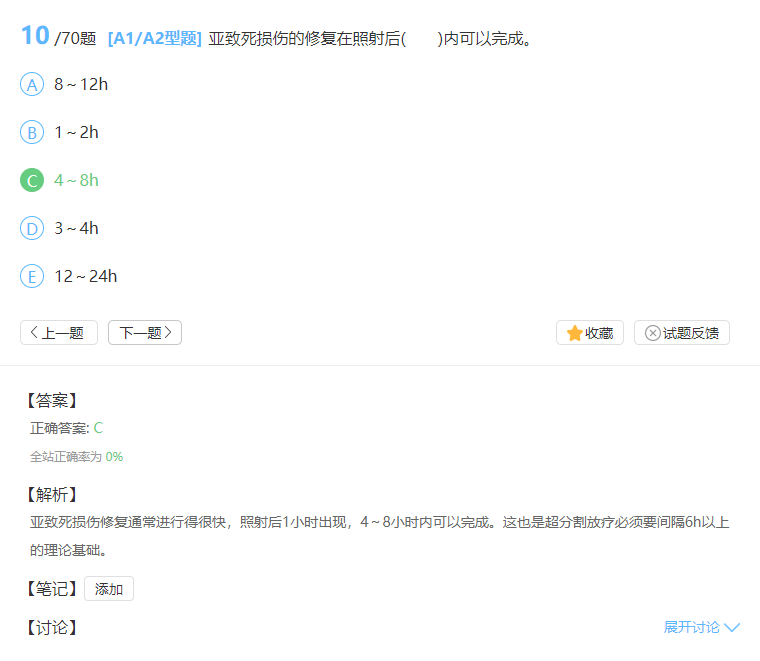 10 /70题 [A1/A2型题] 亚致死损伤的修复在照射后(  )内可以完成。
A 8～12h
B 1～2h
C 4～8h
D 3～4h
E 12～24h
上一题 下一题 收藏 试题反馈
【答案】
正确答案: C
全站正确率为 0%
【解析】
亚致死损伤修复通常进行得很快，照射后1小时出现，4～8小时内可以完成。这也是超分割放疗必须要间隔6h以上
的理论基础。
【笔记】 添加
【讨论】 展开讨论